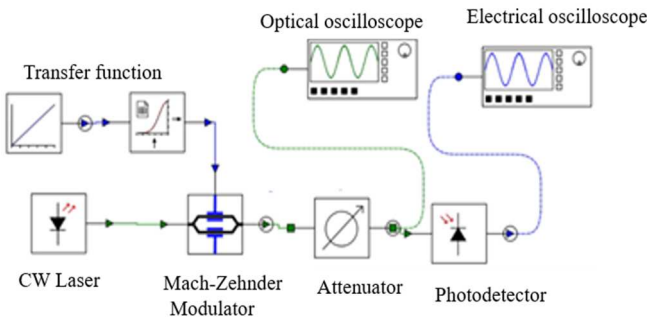 Optical oscilloscope
Electrical oscilloscope
Transfer function
CW Laser
Mach-Zehnder
Modulator
Attenuator
Photodetector